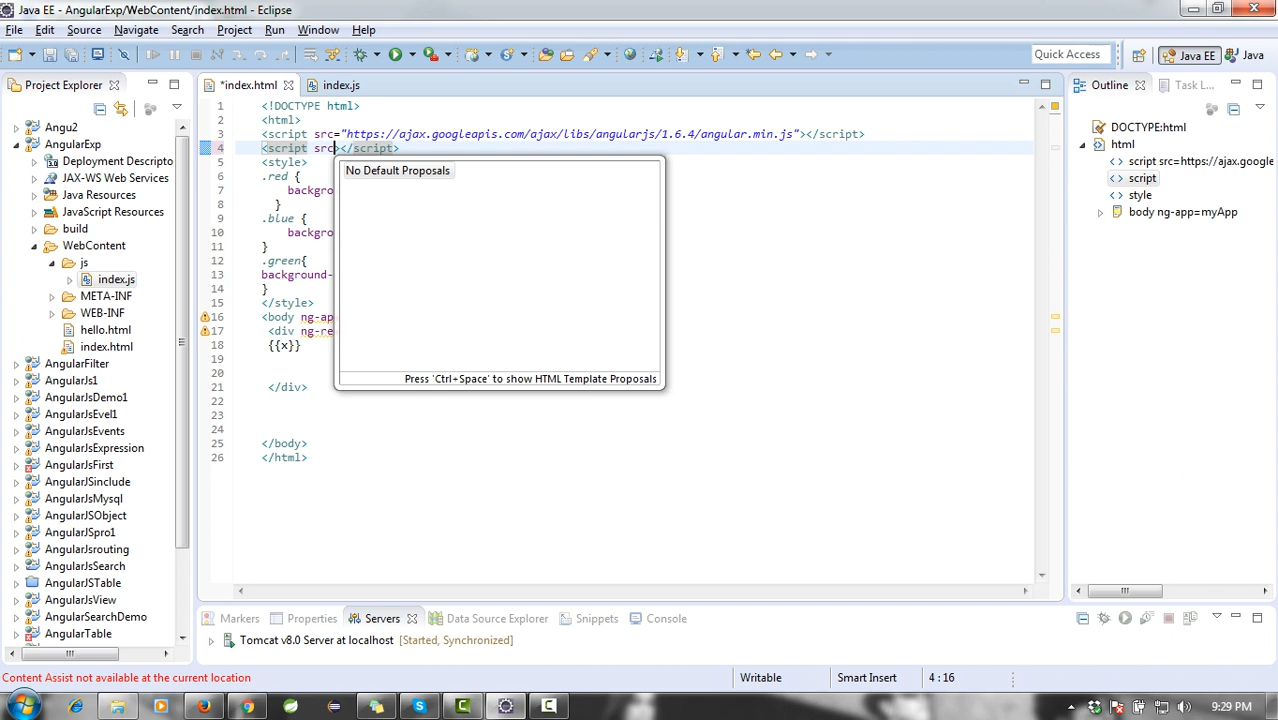 Java EE - AngularExp/WebContent/index.html - Eclipse
File Edit Source Refactor Navigate Search Project Run Window Help
Quick Access
Java EE
Java
Project Explorer
*index.html
index.js
Outline
Task L...
Angu2
AngularExp
Deployment Descripto
JAX-WS Web Services
Java Resources
JavaScript Resources
build
WebContent
js
index.js
META-INF
WEB-INF
hello.html
index.html
AngularFilter
AngularJs1
AngularJsDemo1
AngularJsEvel1
AngularJsEvents
AngularJsExpression
AngularJsFirst
AngularJSinclude
AngularJsMysql
AngularJSObject
AngularJSpro1
AngularJsrouting
AngularJsSearch
AngularJSTable
AngularJsView
AngularSearchDemo
AngularTable
1 <!DOCTYPE html>
2 <html>
3 <script src="https://ajax.googleapis.com/ajax/libs/angularjs/1.6.4/angular.min.js"></script>
4 <script src></script>
5 <style>
6 .red {
7 backgro
8 }
9 .blue {
10 backgro
11 }
12 .green{
13 background-
14 }
15 </style>
16 <body ng-ap
17 <div ng-re
18 {{x}}
19
20
21 </div>
22
23
24
25 </body>
26 </html>
No Default Proposals
Press 'Ctrl+Space' to show HTML Template Proposals
DOCTYPE:html
html
script src=https://ajax.google
script
style
body ng-app=myApp
Markers
Properties
Servers
Data Source Explorer
Snippets
Console
Tomcat v8.0 Server at localhost [Started, Synchronized]
Content Assist not available at the current location
Writable
Smart Insert
4 : 16
9:29 PM